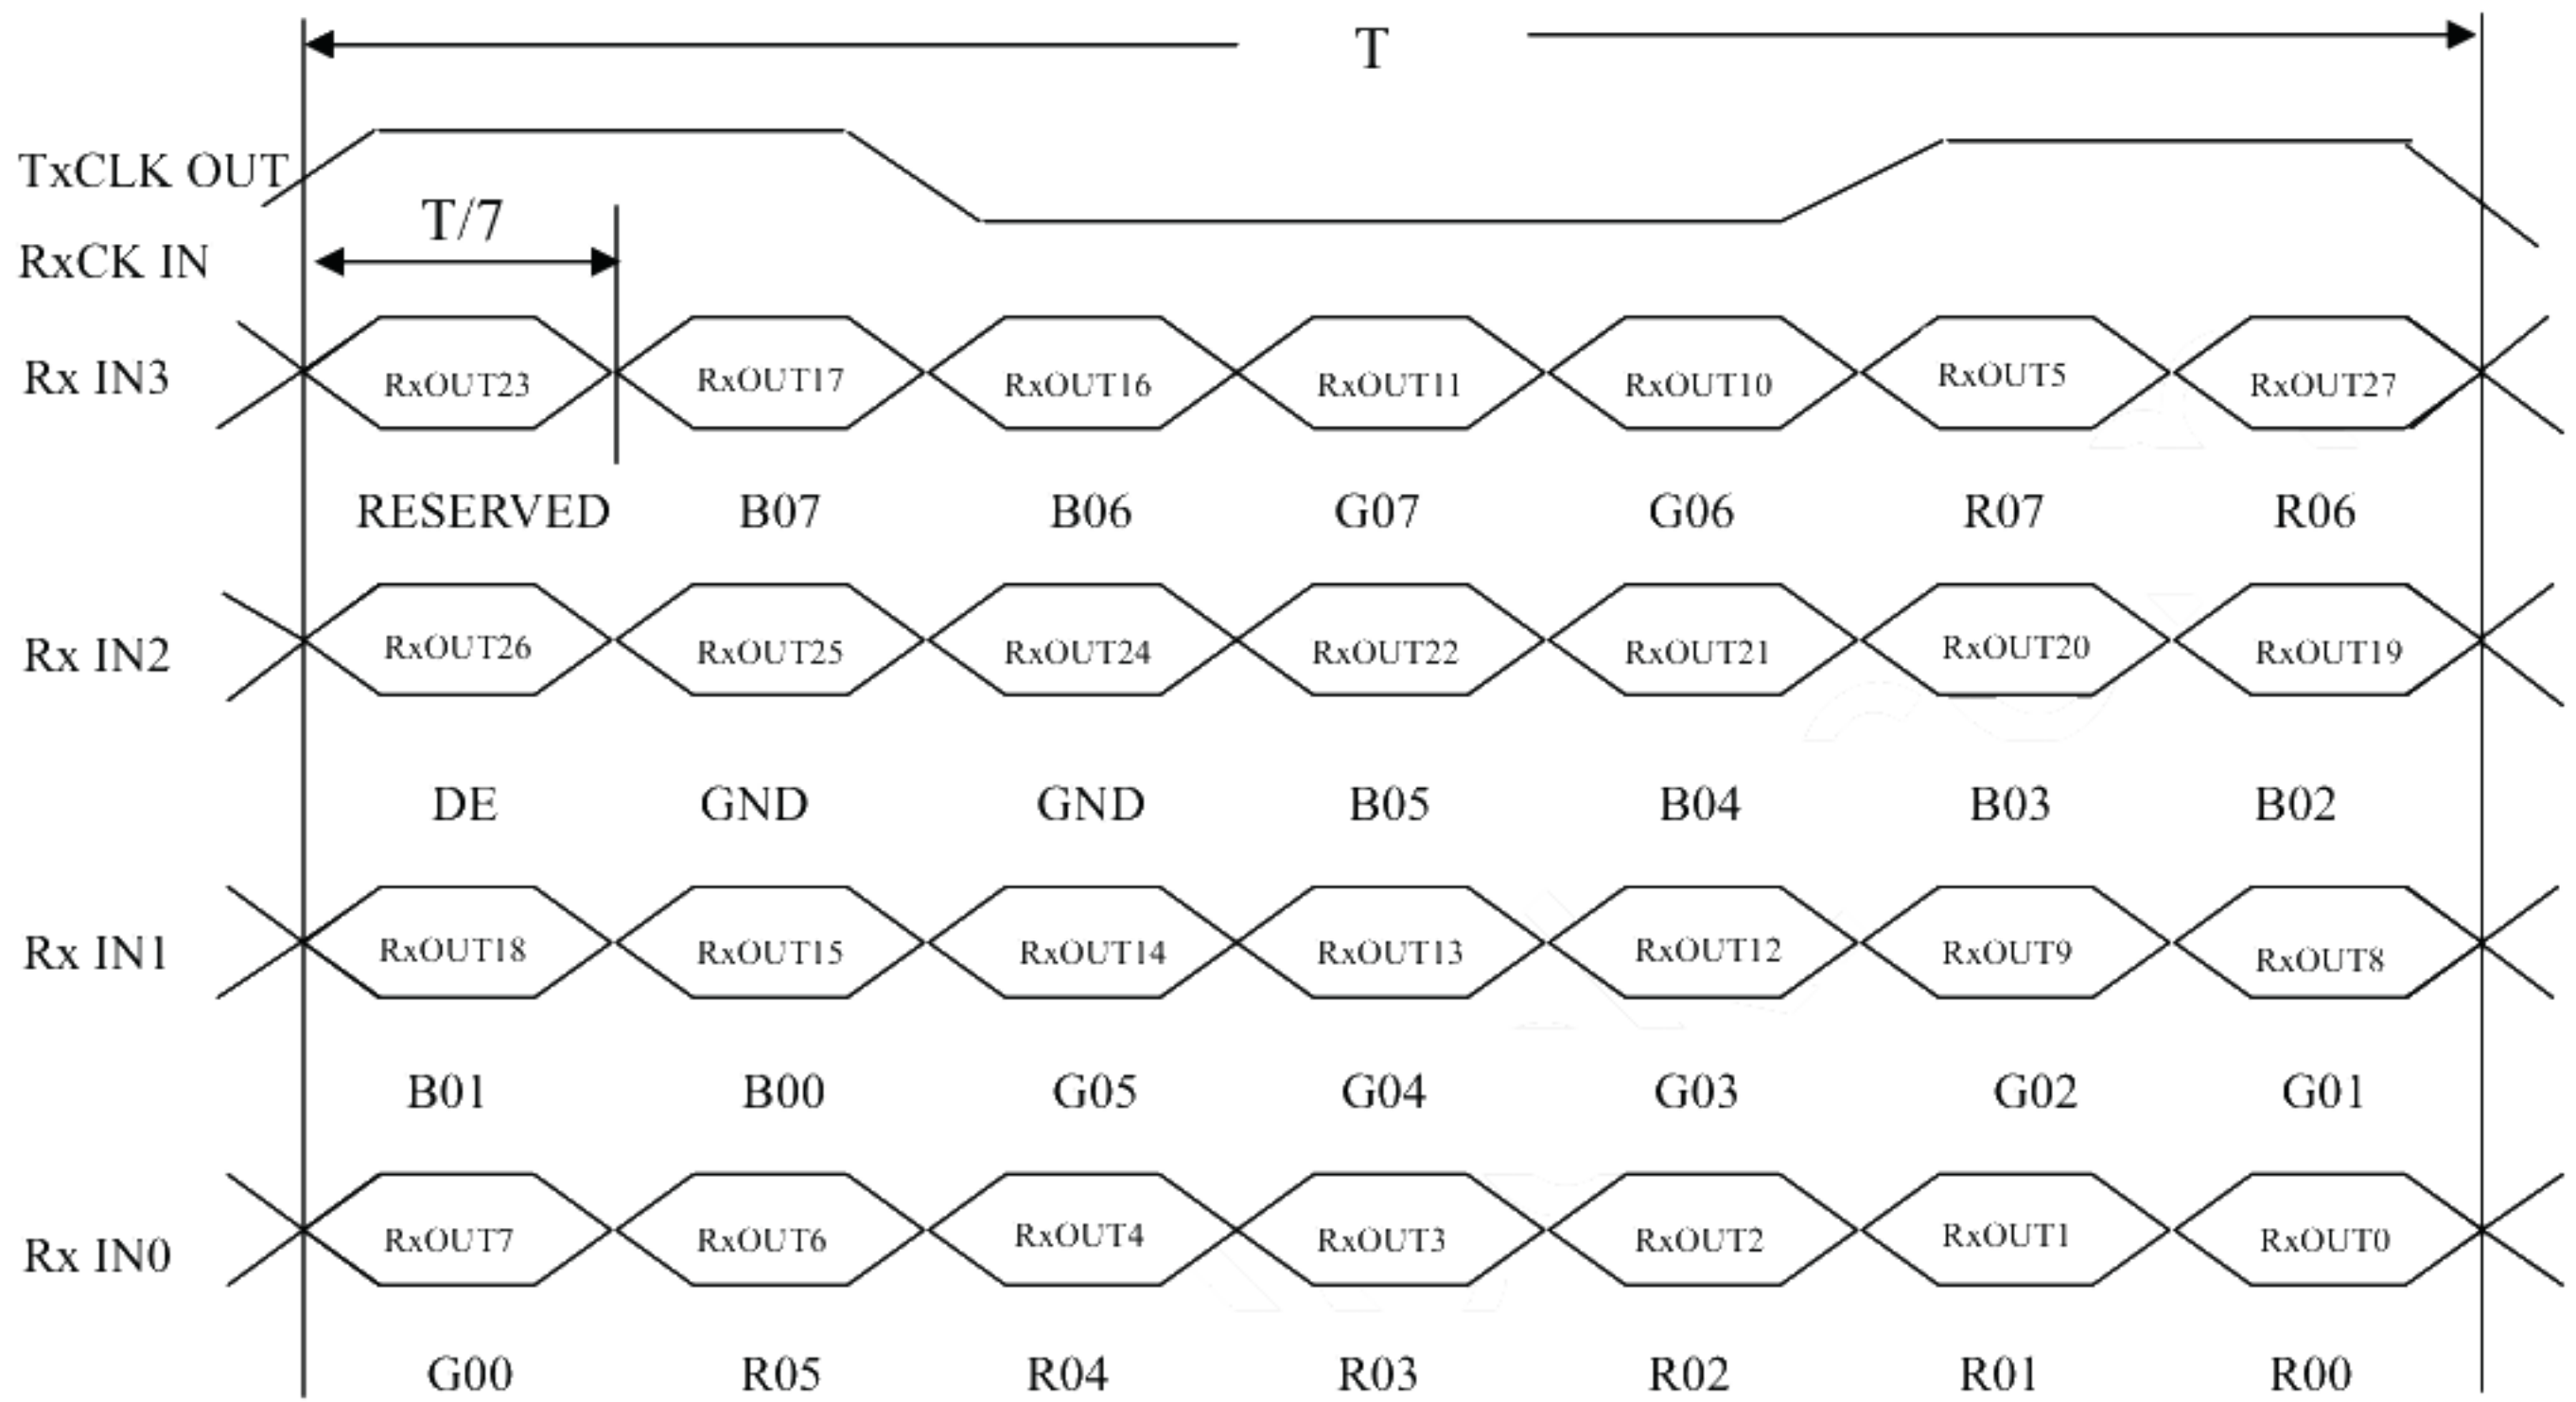 T
TxCLK OUT
T/7
RxCK IN
Rx IN3 RxOUT23 RxOUT17 RxOUT16 RxOUT11 RxOUT10 RxOUT5 RxOUT27
RESERVED B07 B06 G07 G06 R07 R06
Rx IN2 RxOUT26 RxOUT25 RxOUT24 RxOUT22 RxOUT21 RxOUT20 RxOUT19
DE GND GND B05 B04 B03 B02
Rx IN1 RxOUT18 RxOUT15 RxOUT14 RxOUT13 RxOUT12 RxOUT9 RxOUT8
B01 B00 G05 G04 G03 G02 G01
Rx IN0 RxOUT7 RxOUT6 RxOUT4 RxOUT3 RxOUT2 RxOUT1 RxOUT0
G00 R05 R04 R03 R02 R01 R00